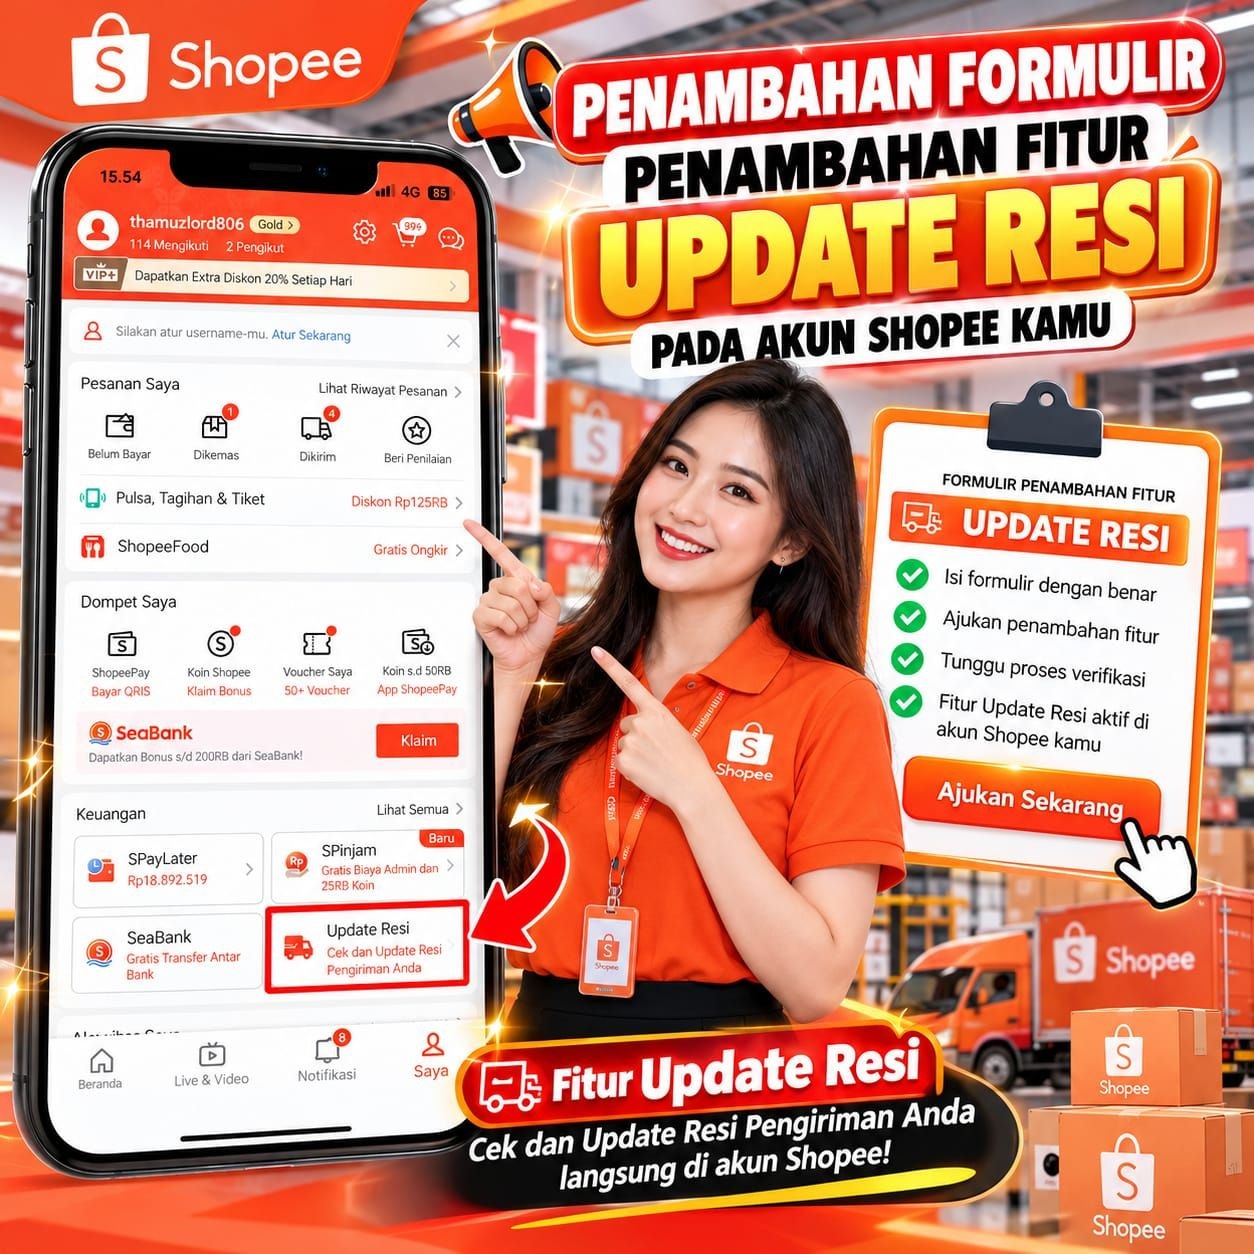 Shopee
PENAMBAHAN FORMULIR
PENAMBAHAN FITUR
UPDATE RESI
PADA AKUN SHOPEE KAMU
15.54
4G 85
thamuzlord806 Gold >
114 Mengikuti 2 Pengikut
99+
VIP+ Dapatkan Extra Diskon 20% Setiap Hari >
Silakan atur username-mu. Atur Sekarang
Pesanan Saya
Lihat Riwayat Pesanan >
1
4
Belum Bayar
Dikemas
Dikirim
Beri Penilaian
Pulsa, Tagihan & Tiket
Diskon Rp125RB >
ShopeeFood
Gratis Ongkir >
Dompet Saya
ShopeePay
Koin Shopee
Voucher Saya
Koin s.d 50RB
Bayar QRIS
Klaim Bonus
50+ Voucher
App ShopeePay
SeaBank
Dapatkan Bonus s/d 200RB dari SeaBank!
Klaim
Keuangan
Lihat Semua >
SPayLater
Rp18.892.519
Baru
SPinjam
Rp
Gratis Biaya Admin dan
25RB Koin
SeaBank
Gratis Transfer Antar
Bank
Update Resi
Cek dan Update Resi
Pengiriman Anda
8
Beranda
Live & Video
Notifikasi
Saya
FORMULIR PENAMBAHAN FITUR
UPDATE RESI
Isi formulir dengan benar
Ajukan penambahan fitur
Tunggu proses verifikasi
Fitur Update Resi aktif di
akun Shopee kamu
Ajukan Sekarang
Shopee
Shopee
Shopee
Fitur Update Resi
Cek dan Update Resi Pengiriman Anda
langsung di akun Shopee!
Shopee
Shopee